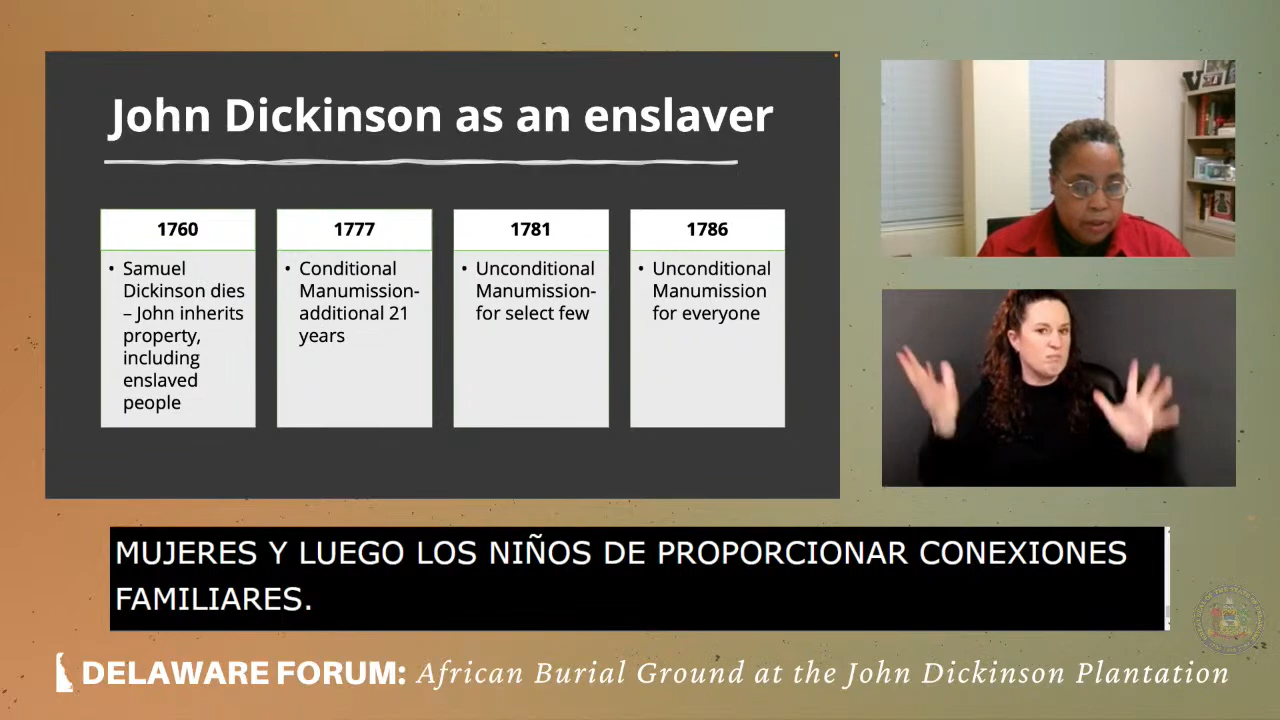 John Dickinson as an enslaver
1760
• Samuel
Dickinson dies
– John inherits
property,
including
enslaved
people
1777
• Conditional
Manumission-
additional 21
years
1781
• Unconditional
Manumission-
for select few
1786
• Unconditional
Manumission
for everyone
MUJERES Y LUEGO LOS NIÑOS DE PROPORCIONAR CONEXIONES
FAMILIARES.
DELAWARE FORUM: African Burial Ground at the John Dickinson Plantation